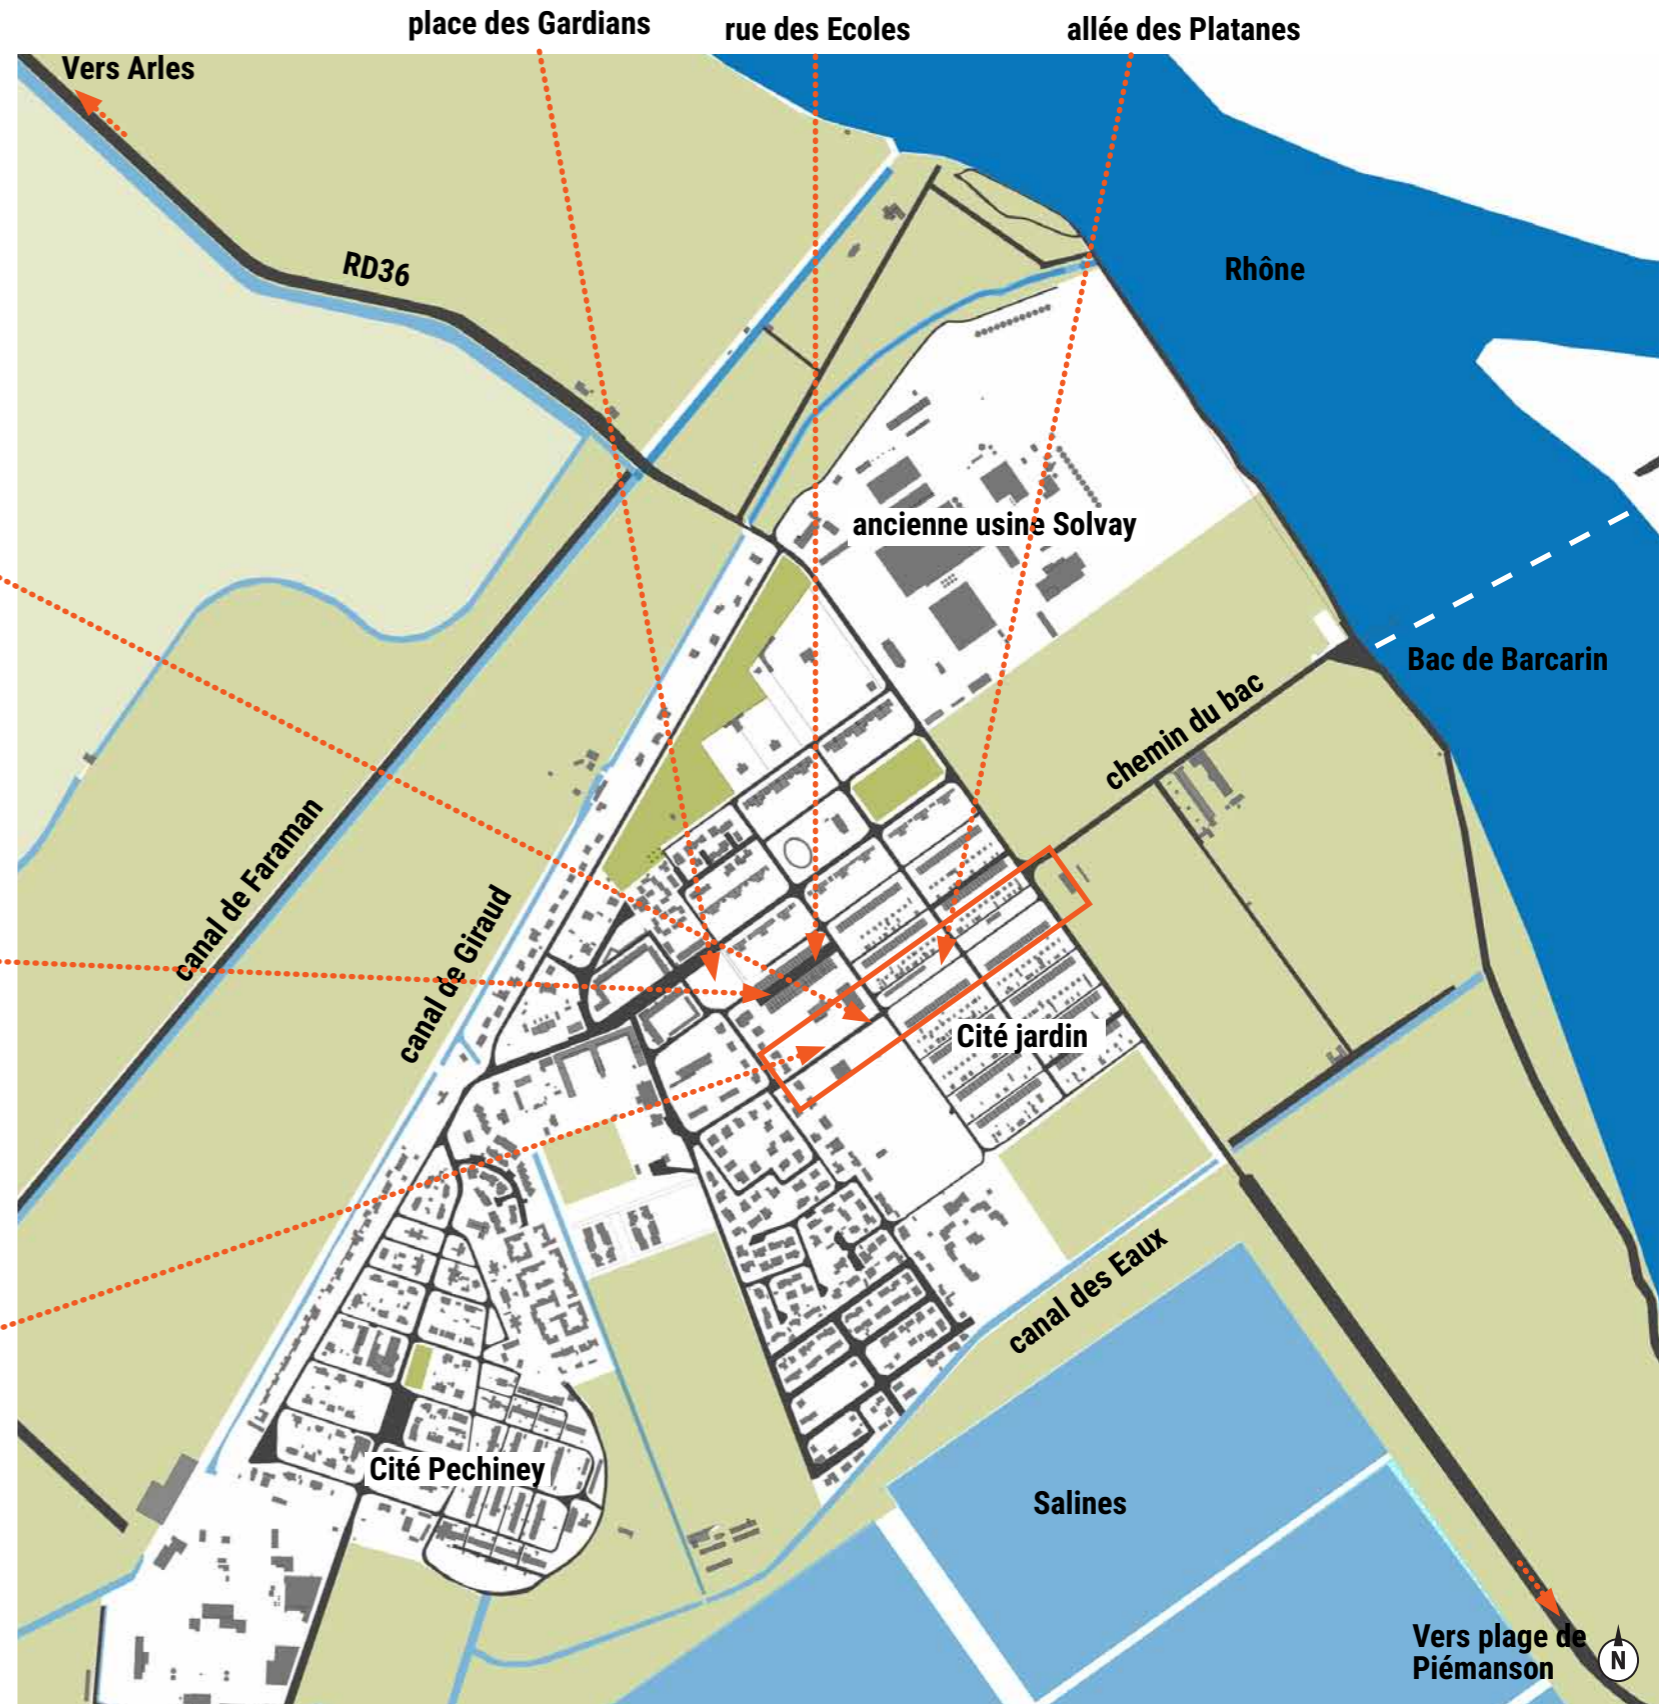 place des Gardians
rue des Ecoles
allée des Platanes
Vers Arles
RD36
Rhône
ancienne usine Solvay
Bac de Barcarin
chemin du bac
canal de Faraman
canal de Giraud
Cité jardin
canal des Eaux
Cité Pechiney
Salines
Vers plage de
Piémanson
N